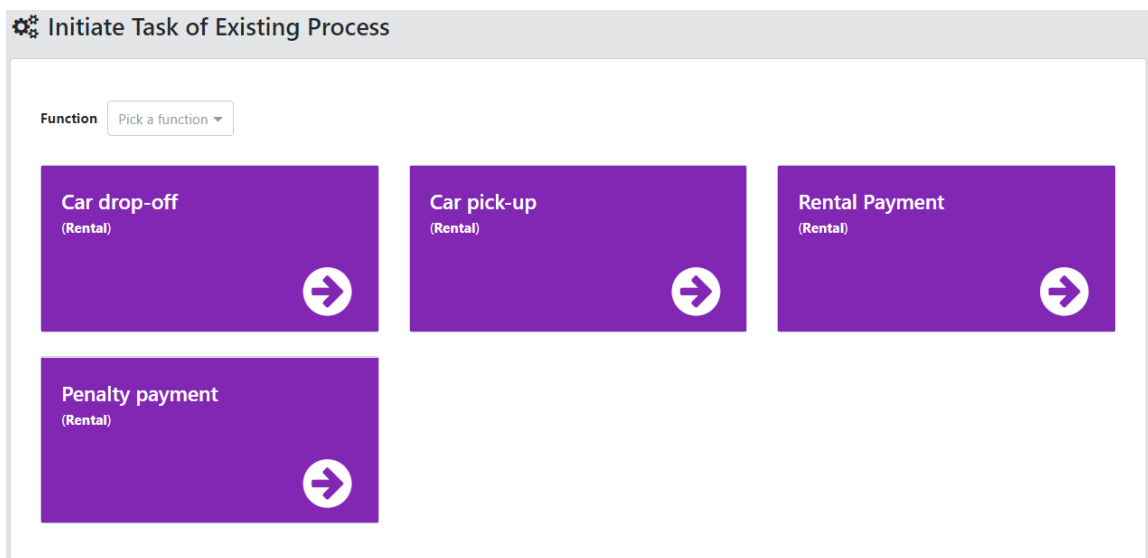 Initiate Task of Existing Process
Function Pick a function
Car drop-off
(Rental)
Car pick-up
(Rental)
Rental Payment
(Rental)
Penalty payment
(Rental)